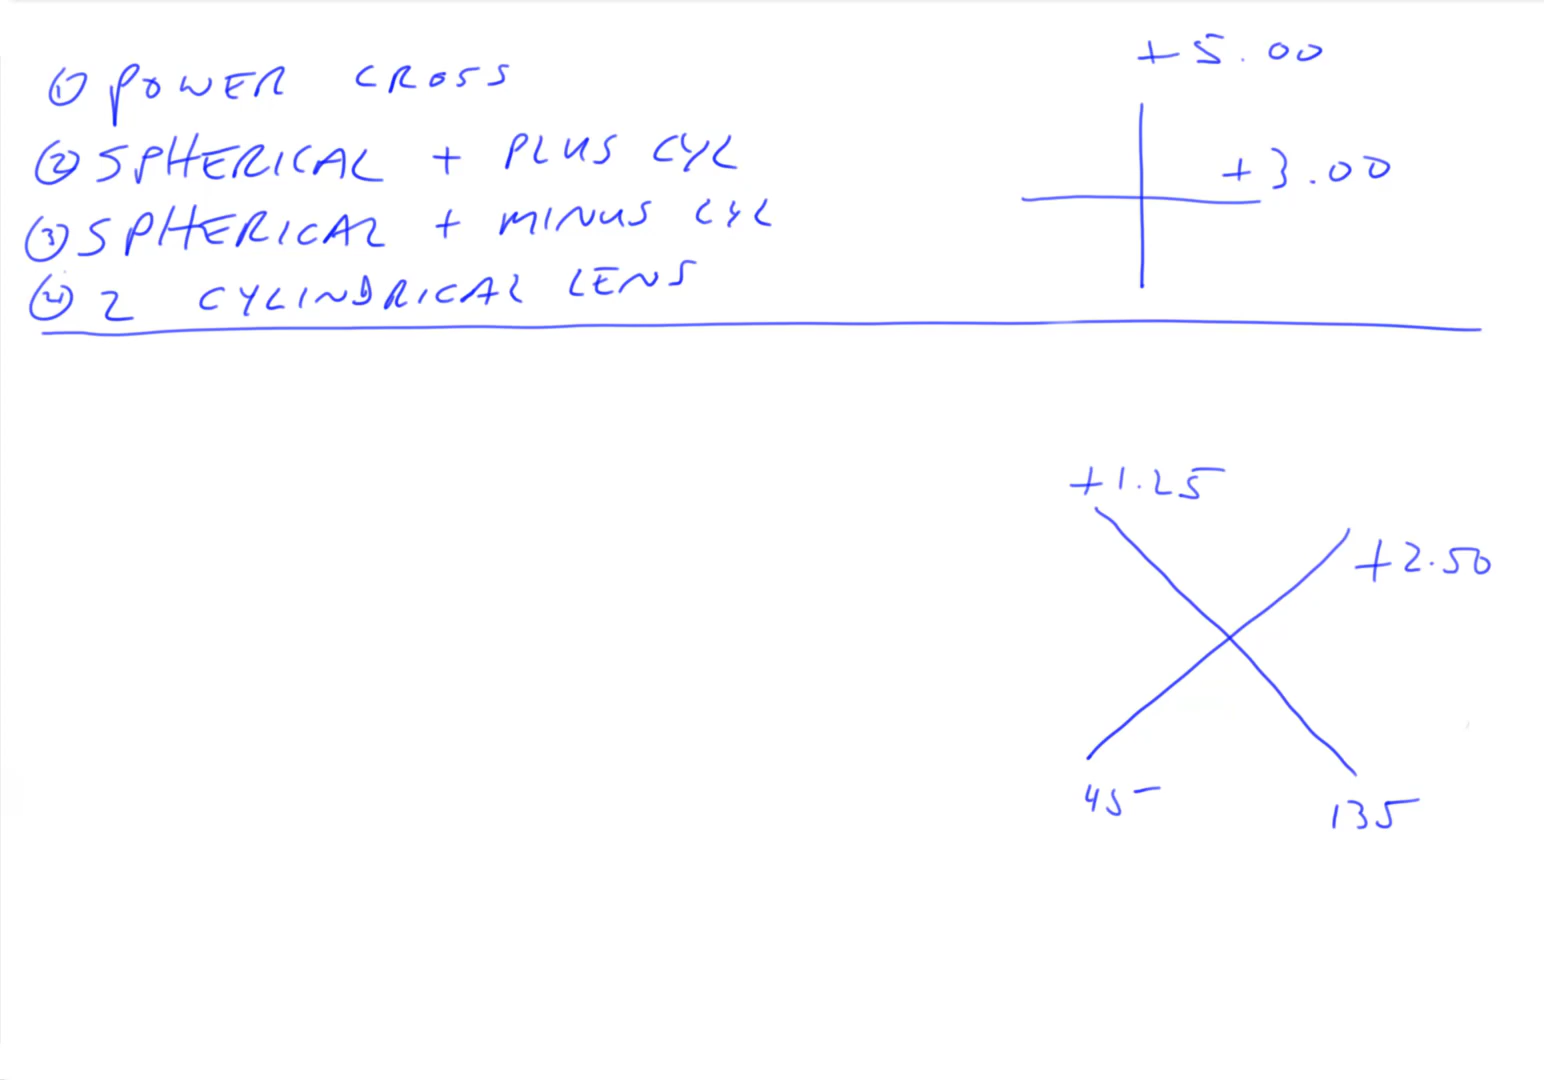 ① POWER CROSS
② SPHERICAL + PLUS CYL
③ SPHERICAL + MINUS CYL
④ 2 CYLINDRICAL LENS
+5.00
+3.00
+1.25
+2.50
45
135